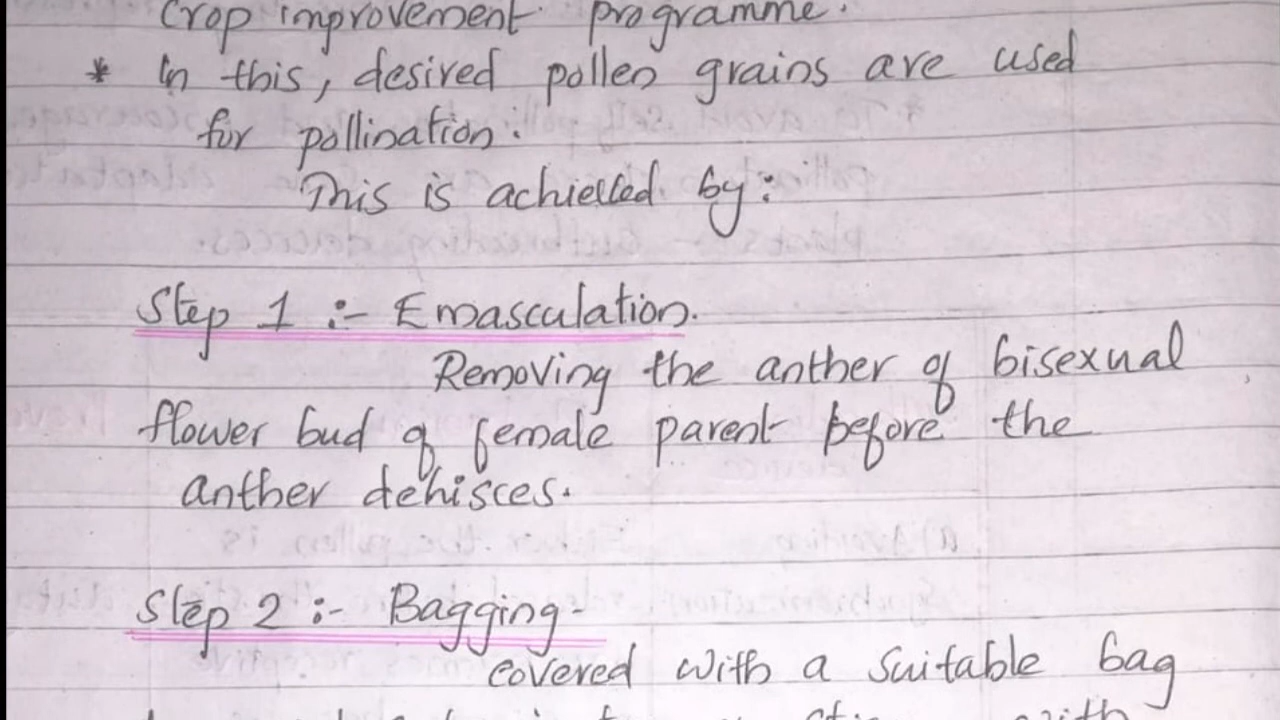 Crop improvement programme.
* In this, desired pollen grains are used
for pollination.
This is achielled by:
Step 1 :- Emasculation.
Removing the anther of bisexual
flower bud of female parent before the
anther dehisces.
Step 2 :- Bagging-
covered with a suitable bag
with